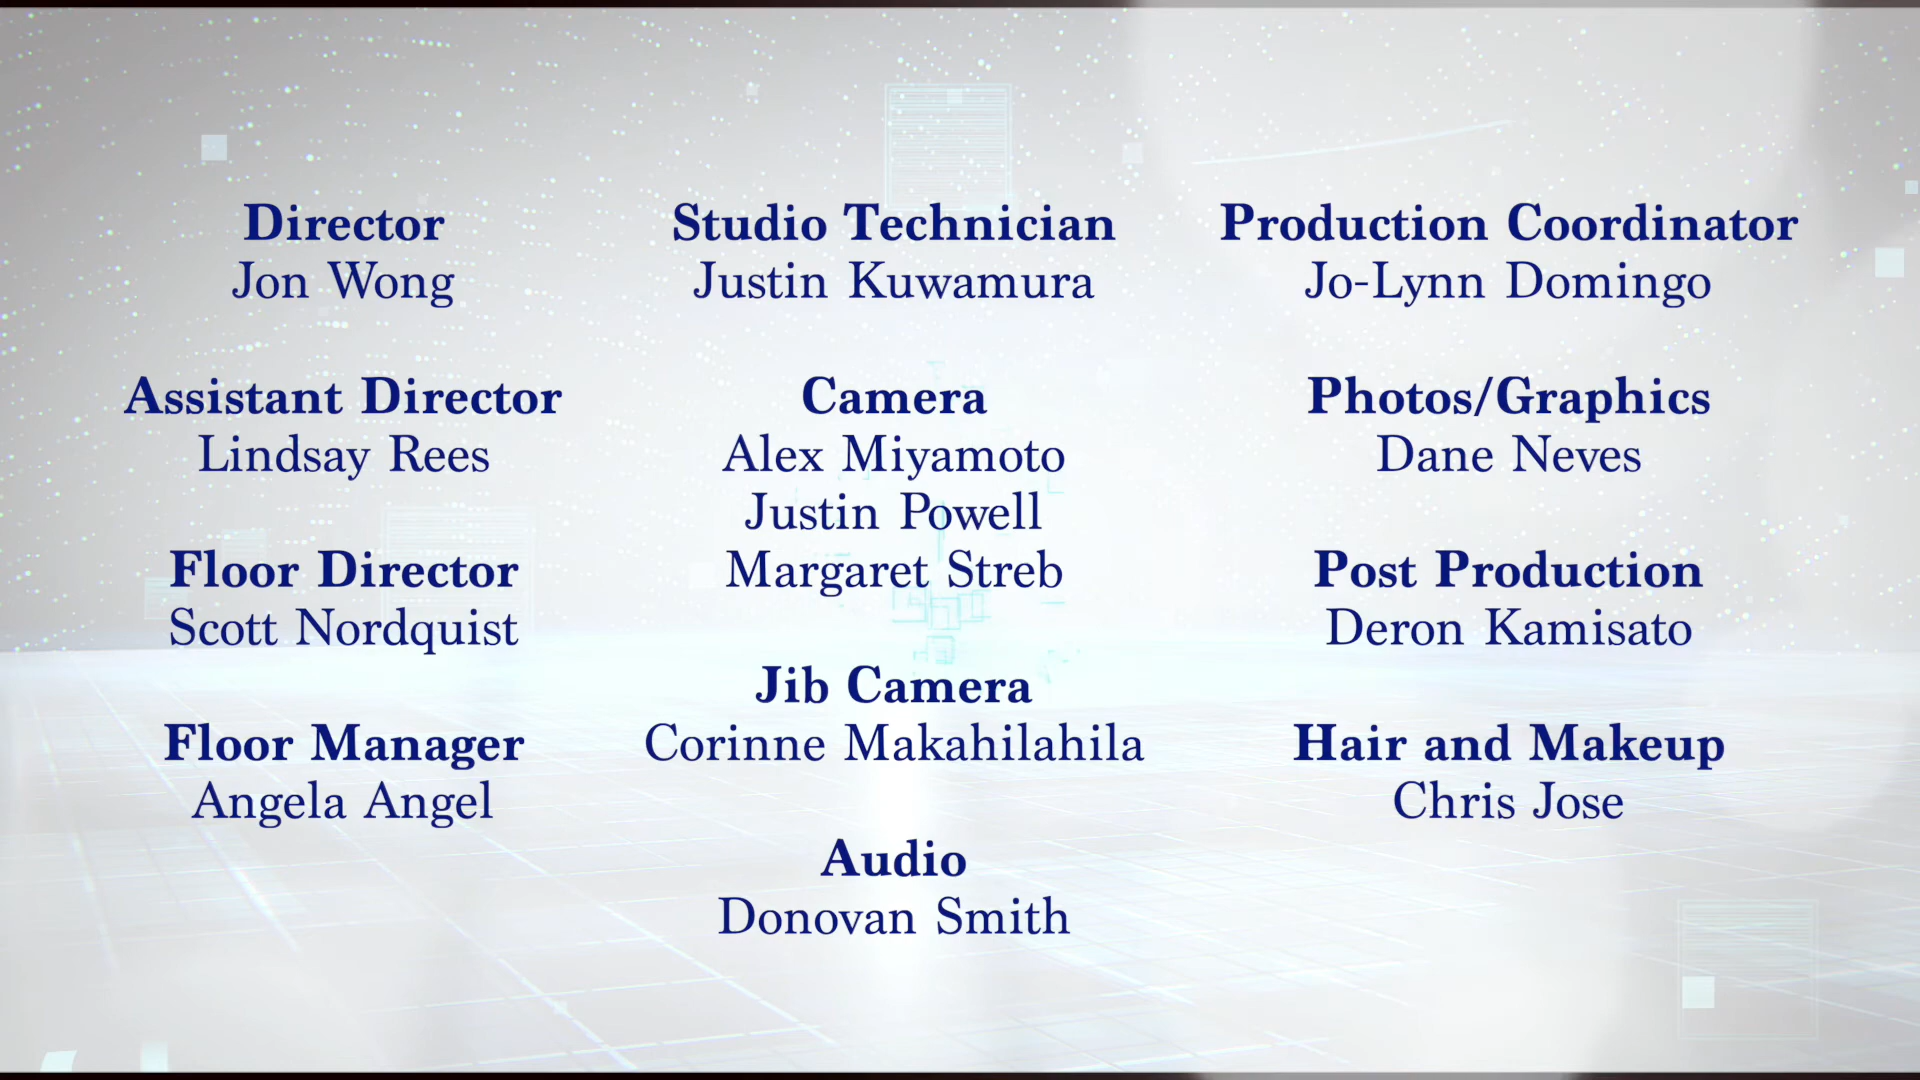 Director
Jon Wong
Assistant Director
Lindsay Rees
Floor Director
Scott Nordquist
Floor Manager
Angela Angel
Studio Technician
Justin Kuwamura
Camera
Alex Miyamoto
Justin Powell
Margaret Streb
Jib Camera
Corinne Makahilahila
Audio
Donovan Smith
Production Coordinator
Jo-Lynn Domingo
Photos/Graphics
Dane Neves
Post Production
Deron Kamisato
Hair and Makeup
Chris Jose